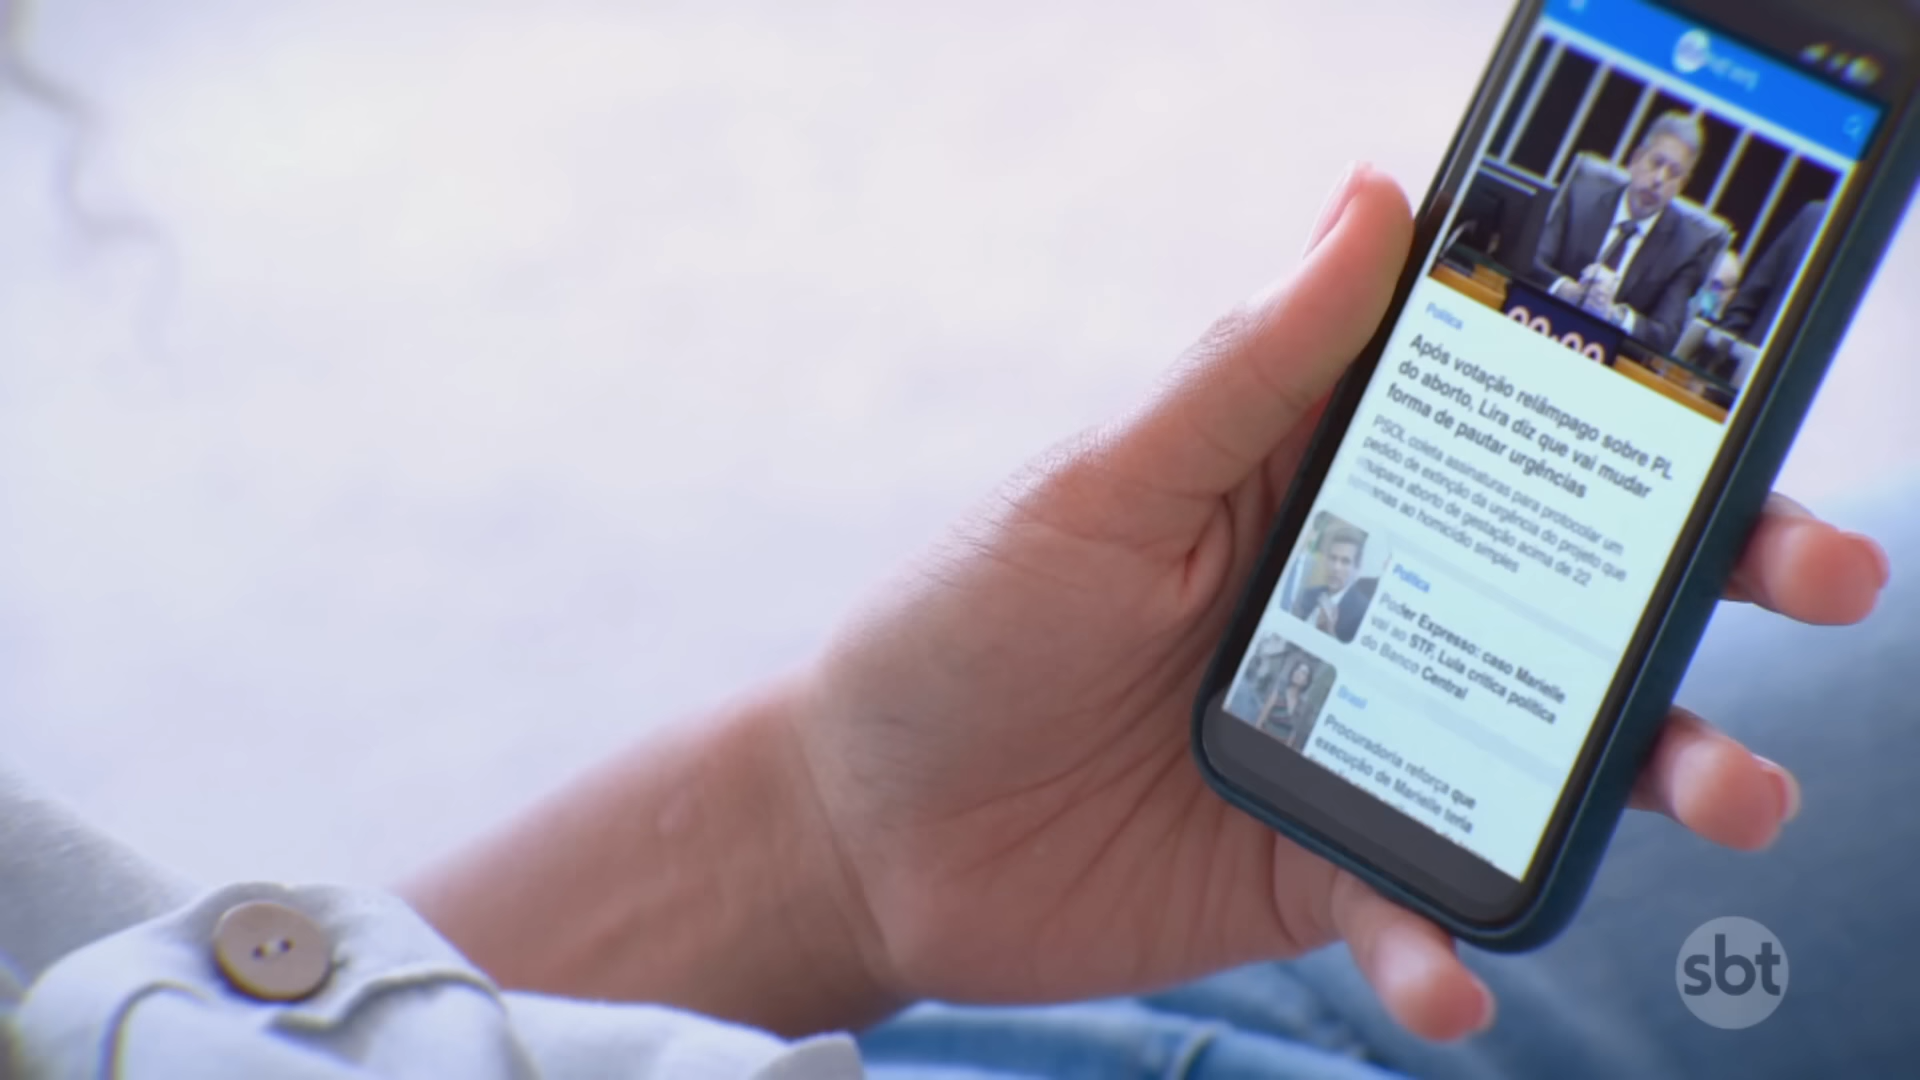 news
Política
Após votação relâmpago sobre PL
do aborto, Lira diz que vai mudar
forma de pautar urgências
PSOL coleta assinaturas para protocolar um
pedido de extinção da urgência do projeto que
equipara aborto de gestação acima de 22
ao homicídio simples
00:00
Política
Poder Expresso: caso Marielle
vai ao STF, Lula critica política
do Banco Central
Brasil
Procuradoria reforça que
execução de Marielle teria
sbt